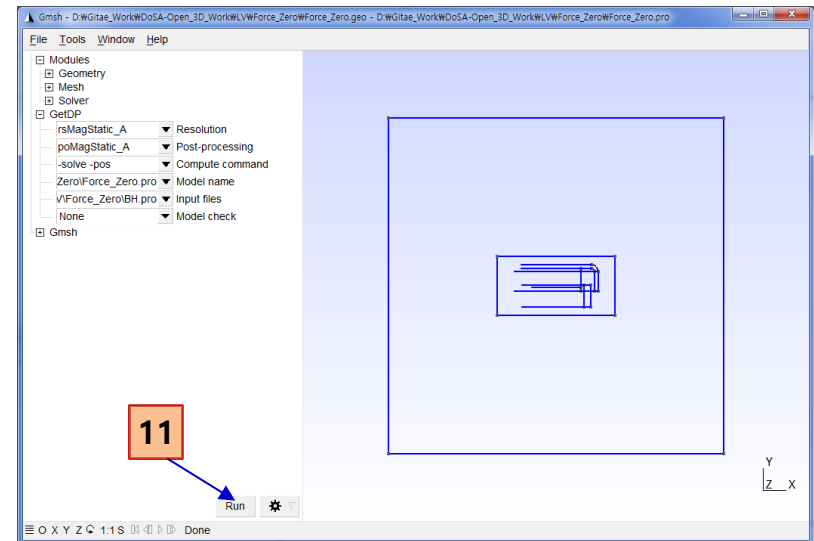 Gmsh - D:₩Gitae_Work₩DoSA-Open_3D_Work₩LV₩Force_Zero₩Force_Zero.geo - D:₩Gitae_Work₩DoSA-Open_3D_Work₩LV₩Force_Zero₩Force_Zero.pro
File Tools Window Help
Modules
Geometry
Mesh
Solver
GetDP
rsMagStatic_A Resolution
poMagStatic_A Post-processing
-solve -pos Compute command
Zero\Force_Zero.pro Model name
V\Force_Zero\BH.pro Input files
None Model check
Gmsh
11
Y
Z X
Run
O X Y Z 1:1 S Done